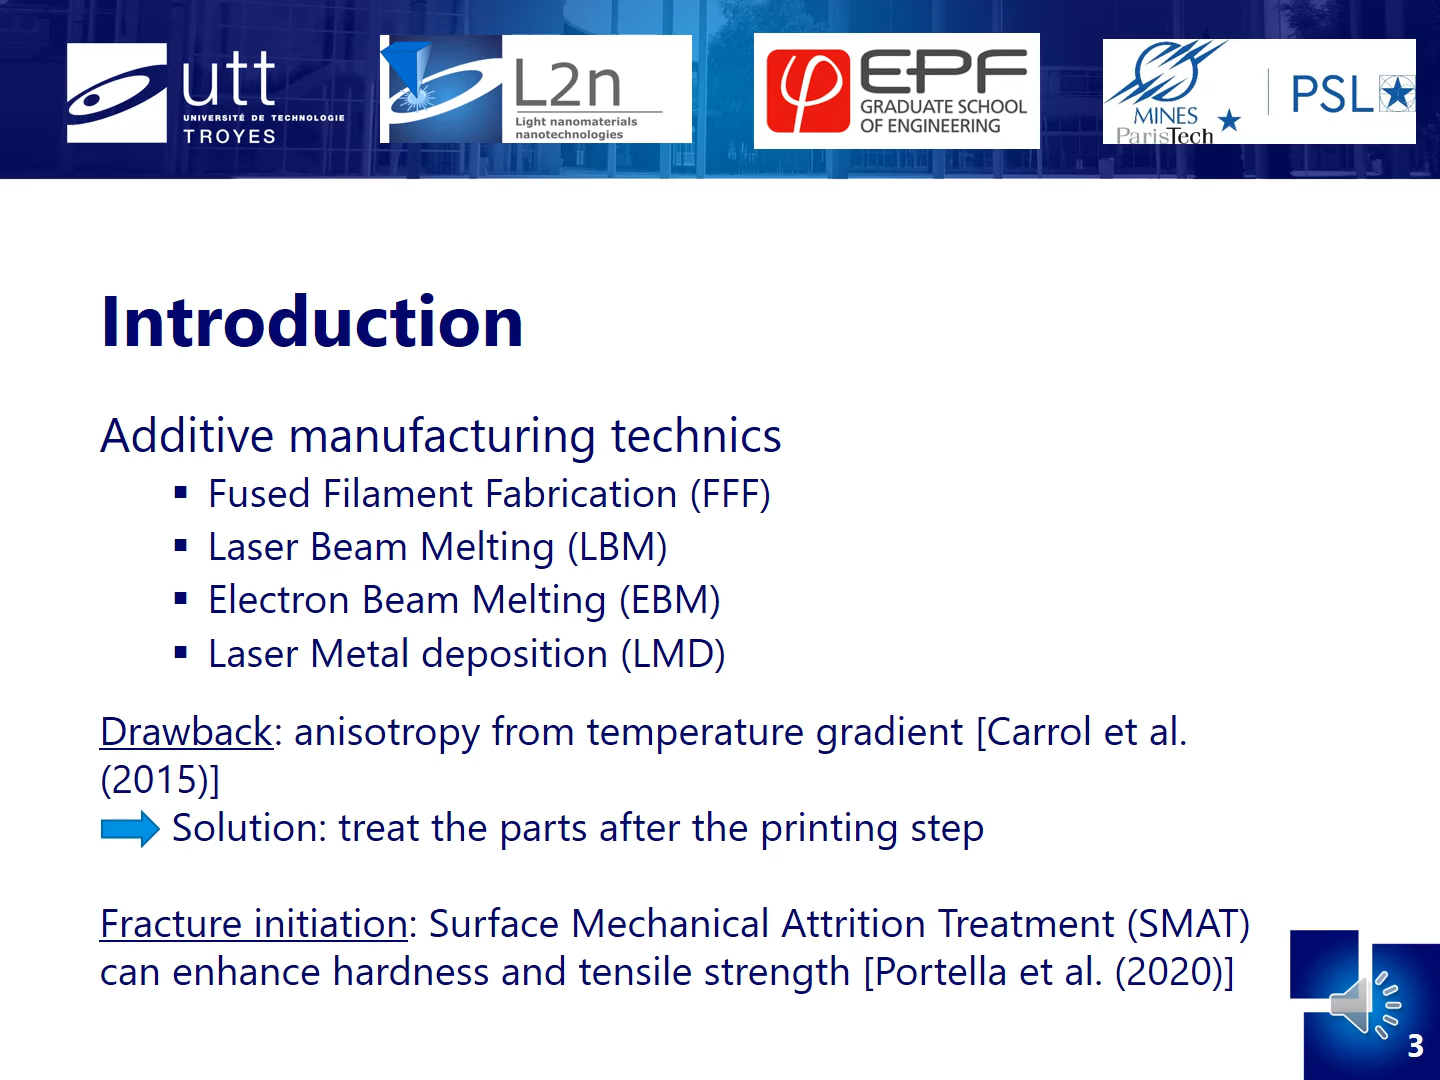 utt
UNIVERSITÉ DE TECHNOLOGIE
TROYES
L2n
Light nanomaterials
nanotechnologies
EPF
GRADUATE SCHOOL
OF ENGINEERING
MINES
ParisTech
PSL
Introduction
Additive manufacturing technics
▪ Fused Filament Fabrication (FFF)
▪ Laser Beam Melting (LBM)
▪ Electron Beam Melting (EBM)
▪ Laser Metal deposition (LMD)
Drawback: anisotropy from temperature gradient [Carrol et al.
(2015)]
Solution: treat the parts after the printing step
Fracture initiation: Surface Mechanical Attrition Treatment (SMAT)
can enhance hardness and tensile strength [Portella et al. (2020)]
3